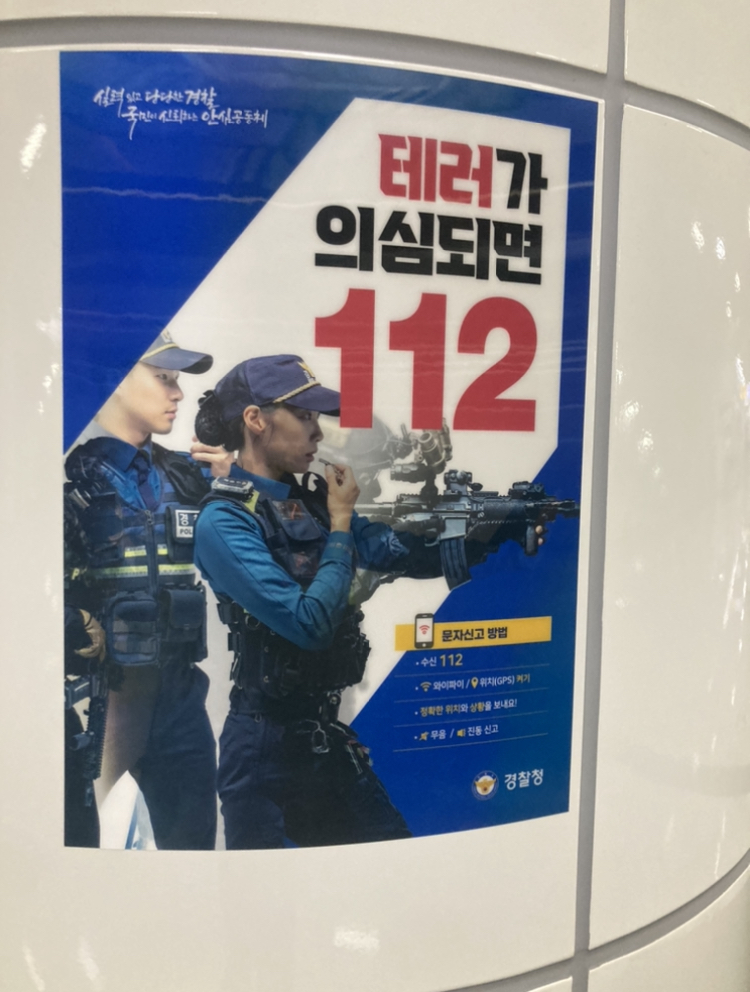 실력 있고 당당한 경찰
국민이 신뢰하는 안심공동체
테러가
의심되면
112
경
POL
문자신고 방법
• 수신 112
• 와이파이 / 위치(GPS) 켜기
• 정확한 위치와 상황을 보내요!
• 무음 / 진동 신고
경찰청